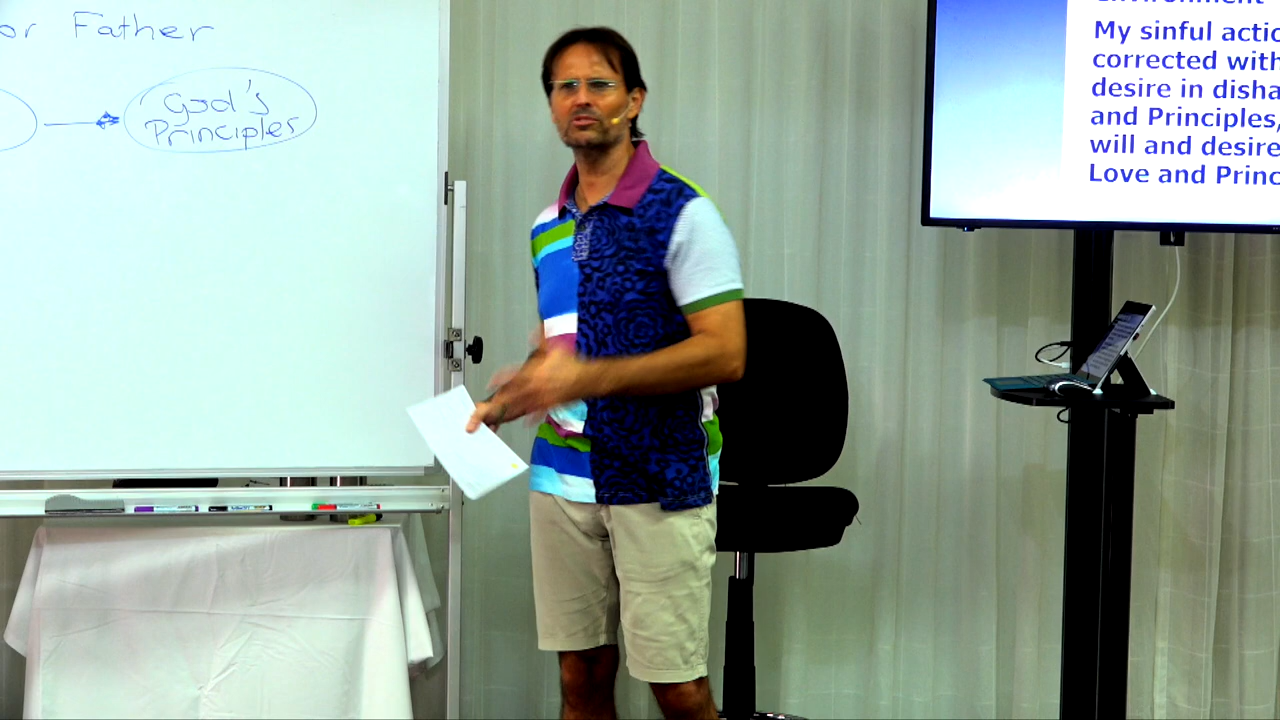 or Father
God's
Principles
My sinful actio
corrected with
desire in disha
and Principles,
will and desire
Love and Princ